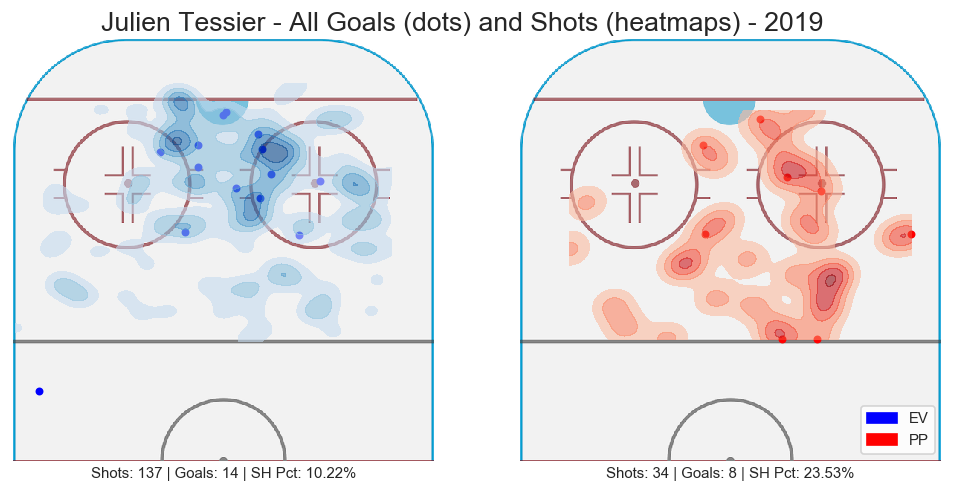 Julien Tessier - All Goals (dots) and Shots (heatmaps) - 2019
EV
PP
Shots: 137 | Goals: 14 | SH Pct: 10.22%
Shots: 34 | Goals: 8 | SH Pct: 23.53%